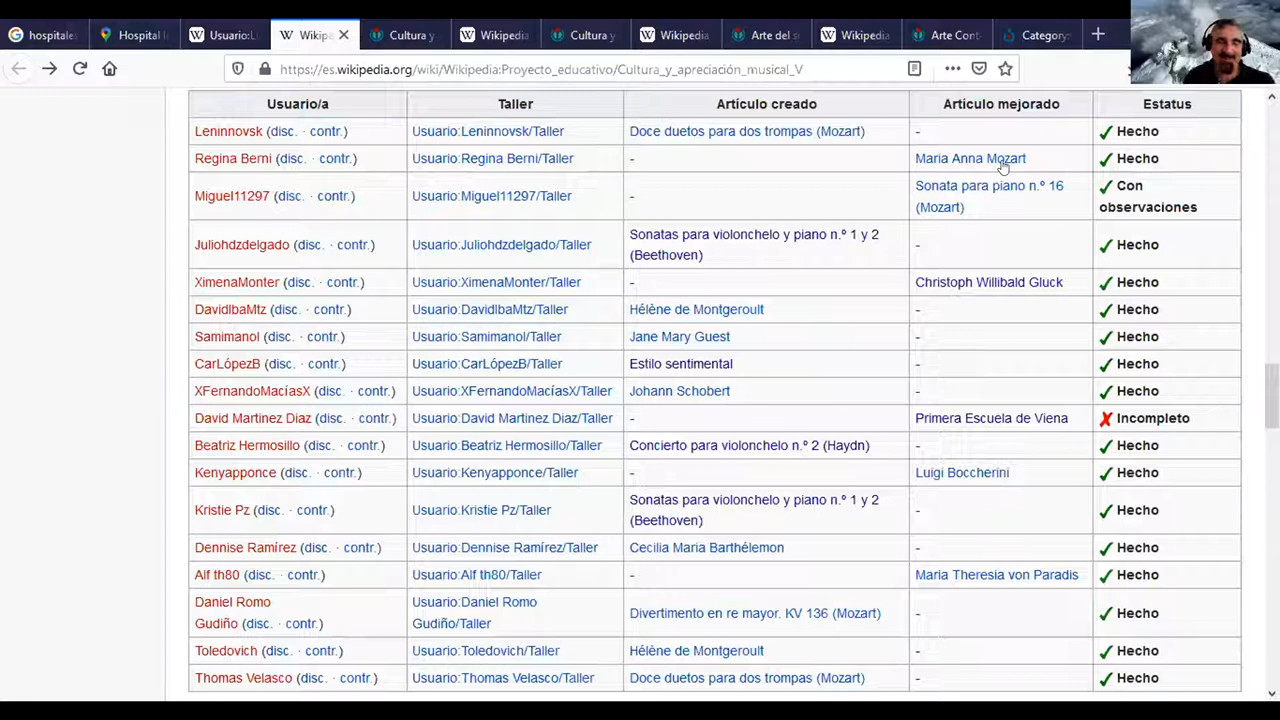 hospitale
Hospital I
Usuario:L
Wikip
Cultura y
Wikipedia
Cultura y
Wikipedia
Arte del s
Wikipedia
Arte Cont
Category:
https://es.wikipedia.org/wiki/Wikipedia:Proyecto_educativo/Cultura_y_apreciación_musical_V
Usuario/a Taller Artículo creado Artículo mejorado Estatus
Leninnovsk (disc. · contr.) Usuario:Leninnovsk/Taller Doce duetos para dos trompas (Mozart) - Hecho
Regina Berni (disc. · contr.) Usuario:Regina Berni/Taller - Maria Anna Mozart Hecho
Miguel11297 (disc. · contr.) Usuario:Miguel11297/Taller - Sonata para piano n.º 16 Con
(Mozart) observaciones
Juliohdzdelgado (disc. · contr.) Usuario:Juliohdzdelgado/Taller Sonatas para violonchelo y piano n.º 1 y 2 - Hecho
(Beethoven)
XimenaMonter (disc. · contr.) Usuario:XimenaMonter/Taller - Christoph Willibald Gluck Hecho
DavidIbaMtz (disc. · contr.) Usuario:DavidIbaMtz/Taller Hélène de Montgeroult - Hecho
Samimanol (disc. · contr.) Usuario:Samimanol/Taller Jane Mary Guest - Hecho
CarLópezB (disc. · contr.) Usuario:CarLópezB/Taller Estilo sentimental - Hecho
XFernandoMacíasX (disc. · contr.) Usuario:XFernandoMacíasX/Taller Johann Schobert - Hecho
David Martinez Diaz (disc. · contr.) Usuario:David Martinez Diaz/Taller - Primera Escuela de Viena Incompleto
Beatriz Hermosillo (disc. · contr.) Usuario:Beatriz Hermosillo/Taller Concierto para violonchelo n.º 2 (Haydn) - Hecho
Kenyapponce (disc. · contr.) Usuario:Kenyapponce/Taller - Luigi Boccherini Hecho
Kristie Pz (disc. · contr.) Usuario:Kristie Pz/Taller Sonatas para violonchelo y piano n.º 1 y 2 - Hecho
(Beethoven)
Dennise Ramírez (disc. · contr.) Usuario:Dennise Ramírez/Taller Cecilia Maria Barthélemon - Hecho
Alf th80 (disc. · contr.) Usuario:Alf th80/Taller - Maria Theresia von Paradis Hecho
Daniel Romo Usuario:Daniel Romo Divertimento en re mayor. KV 136 (Mozart) - Hecho
Gudiño (disc. · contr.) Gudiño/Taller
Toledovich (disc. · contr.) Usuario:Toledovich/Taller Hélène de Montgeroult - Hecho
Thomas Velasco (disc. · contr.) Usuario:Thomas Velasco/Taller Doce duetos para dos trompas (Mozart) - Hecho